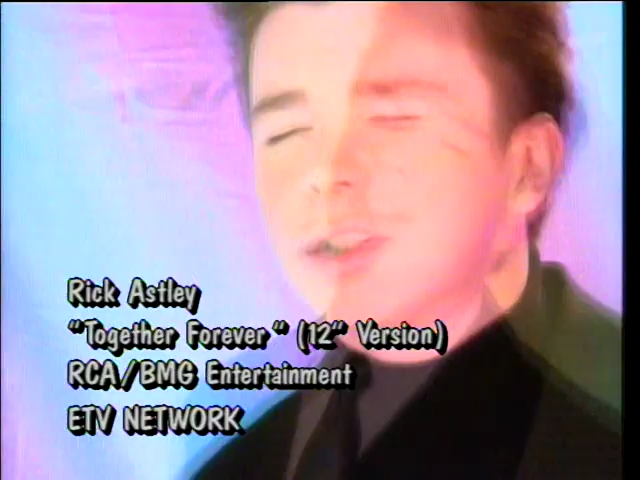 Rick Astley
"Together Forever" (12" Version)
RCA/BMG Entertainment
ETV NETWORK